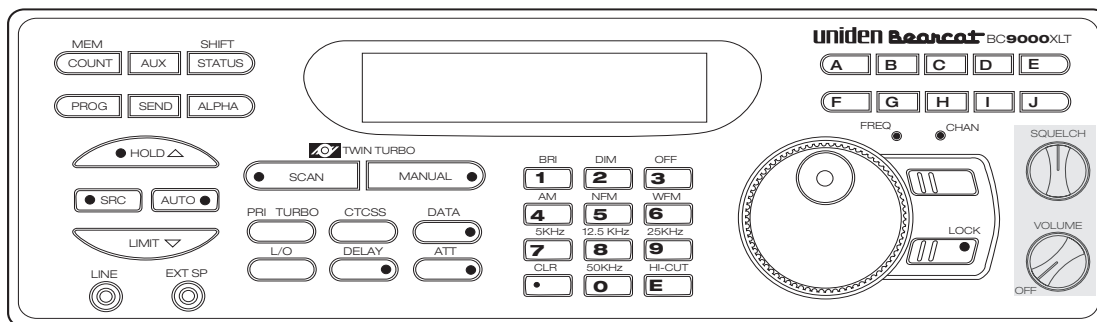 uniden Bearcat BC9000XLT
MEM SHIFT
COUNT AUX STATUS
PROG SEND ALPHA
HOLD
SRC AUTO
LIMIT
LINE EXT SP
TWIN TURBO
SCAN MANUAL
PRI TURBO CTCSS DATA
L/O DELAY ATT
BRI DIM OFF
1 2 3
AM NFM WFM
4 5 6
5KHz 12.5 KHz 25KHz
7 8 9
CLR 50KHz HI-CUT
• 0 E
A B C D E
F G H I J
FREQ CHAN
LOCK
SQUELCH
VOLUME
OFF